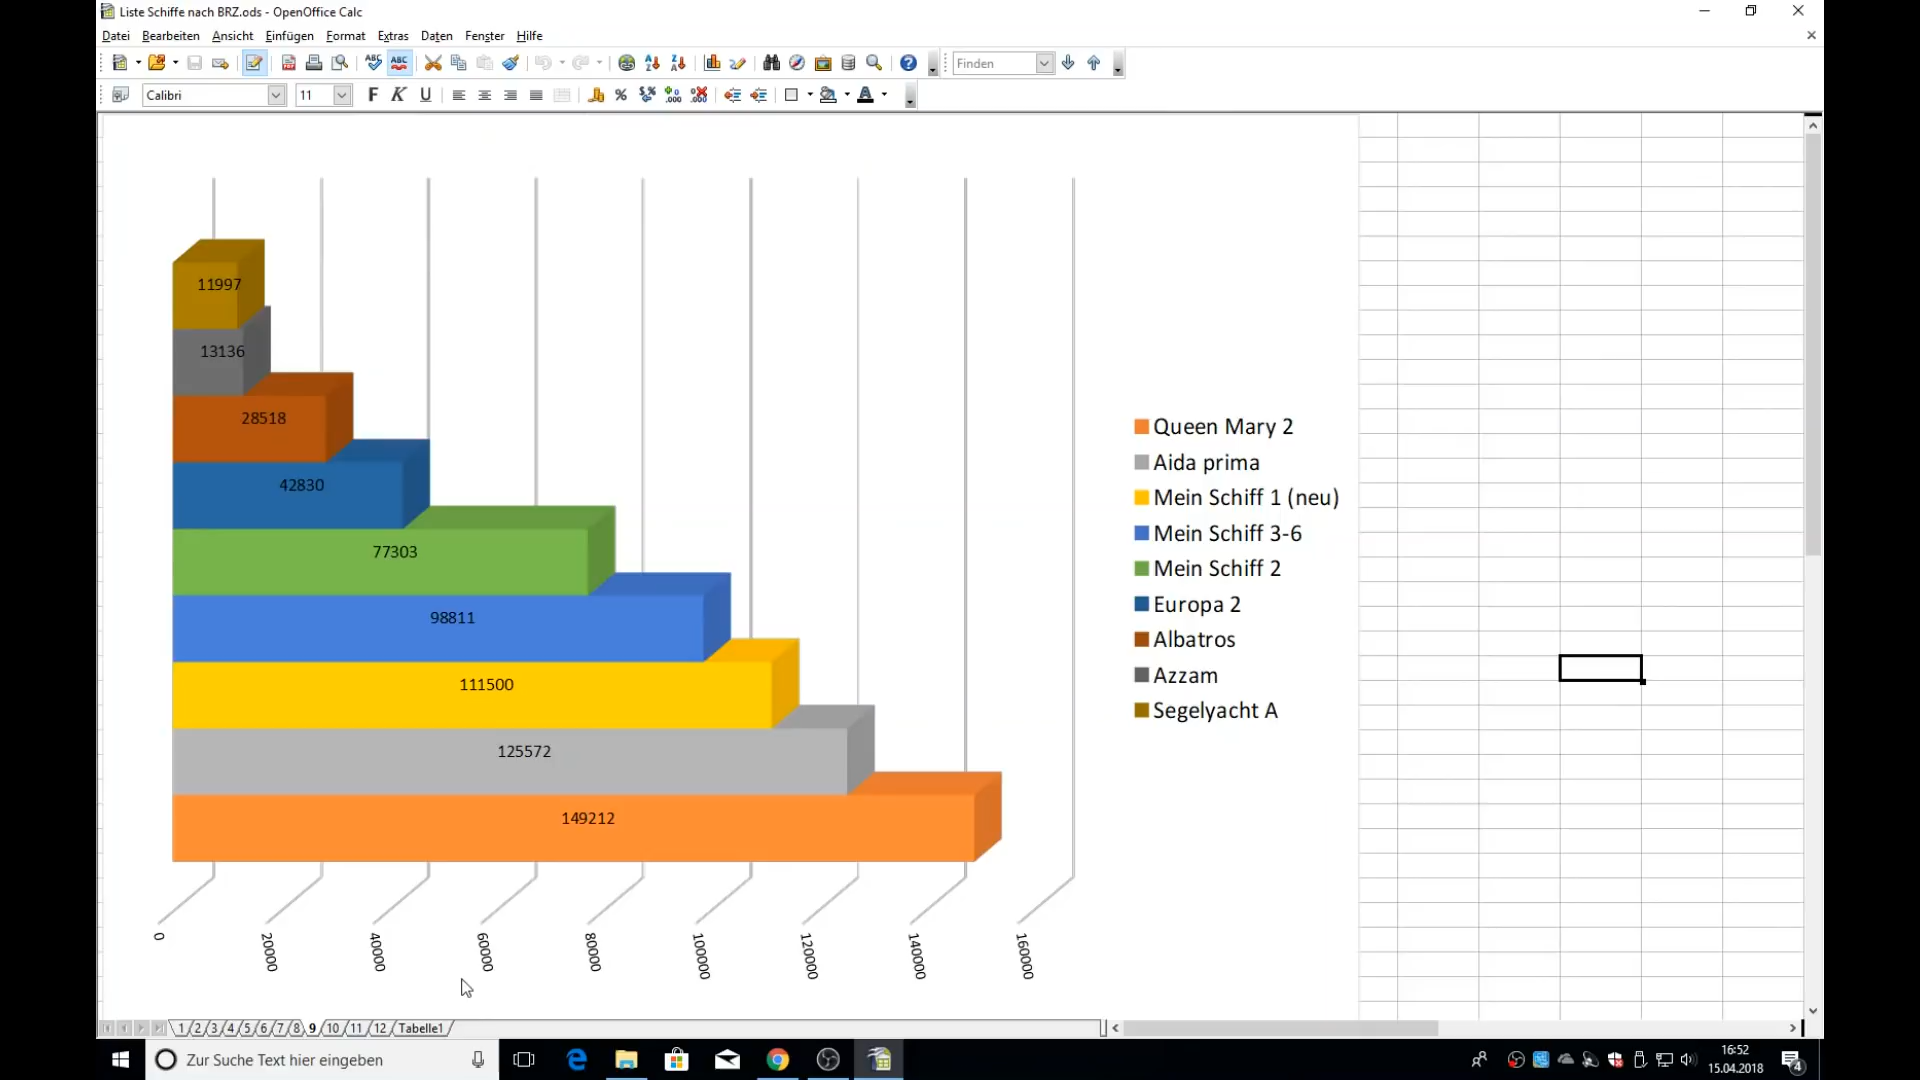 Liste Schiffe nach BRZ.ods - OpenOffice Calc
Datei Bearbeiten Ansicht Einfügen Format Extras Daten Fenster Hilfe
Finden
Calibri 11 F K U
11997
13136
28518
42830
77303
98811
111500
125572
149212
0 20000 40000 60000 80000 100000 120000 140000 160000
Queen Mary 2
Aida prima
Mein Schiff 1 (neu)
Mein Schiff 3-6
Mein Schiff 2
Europa 2
Albatros
Azzam
Segelyacht A
1 2 3 4 5 6 7 8 9 10 11 12 Tabelle1
Zur Suche Text hier eingeben
16:52
15.04.2018
4